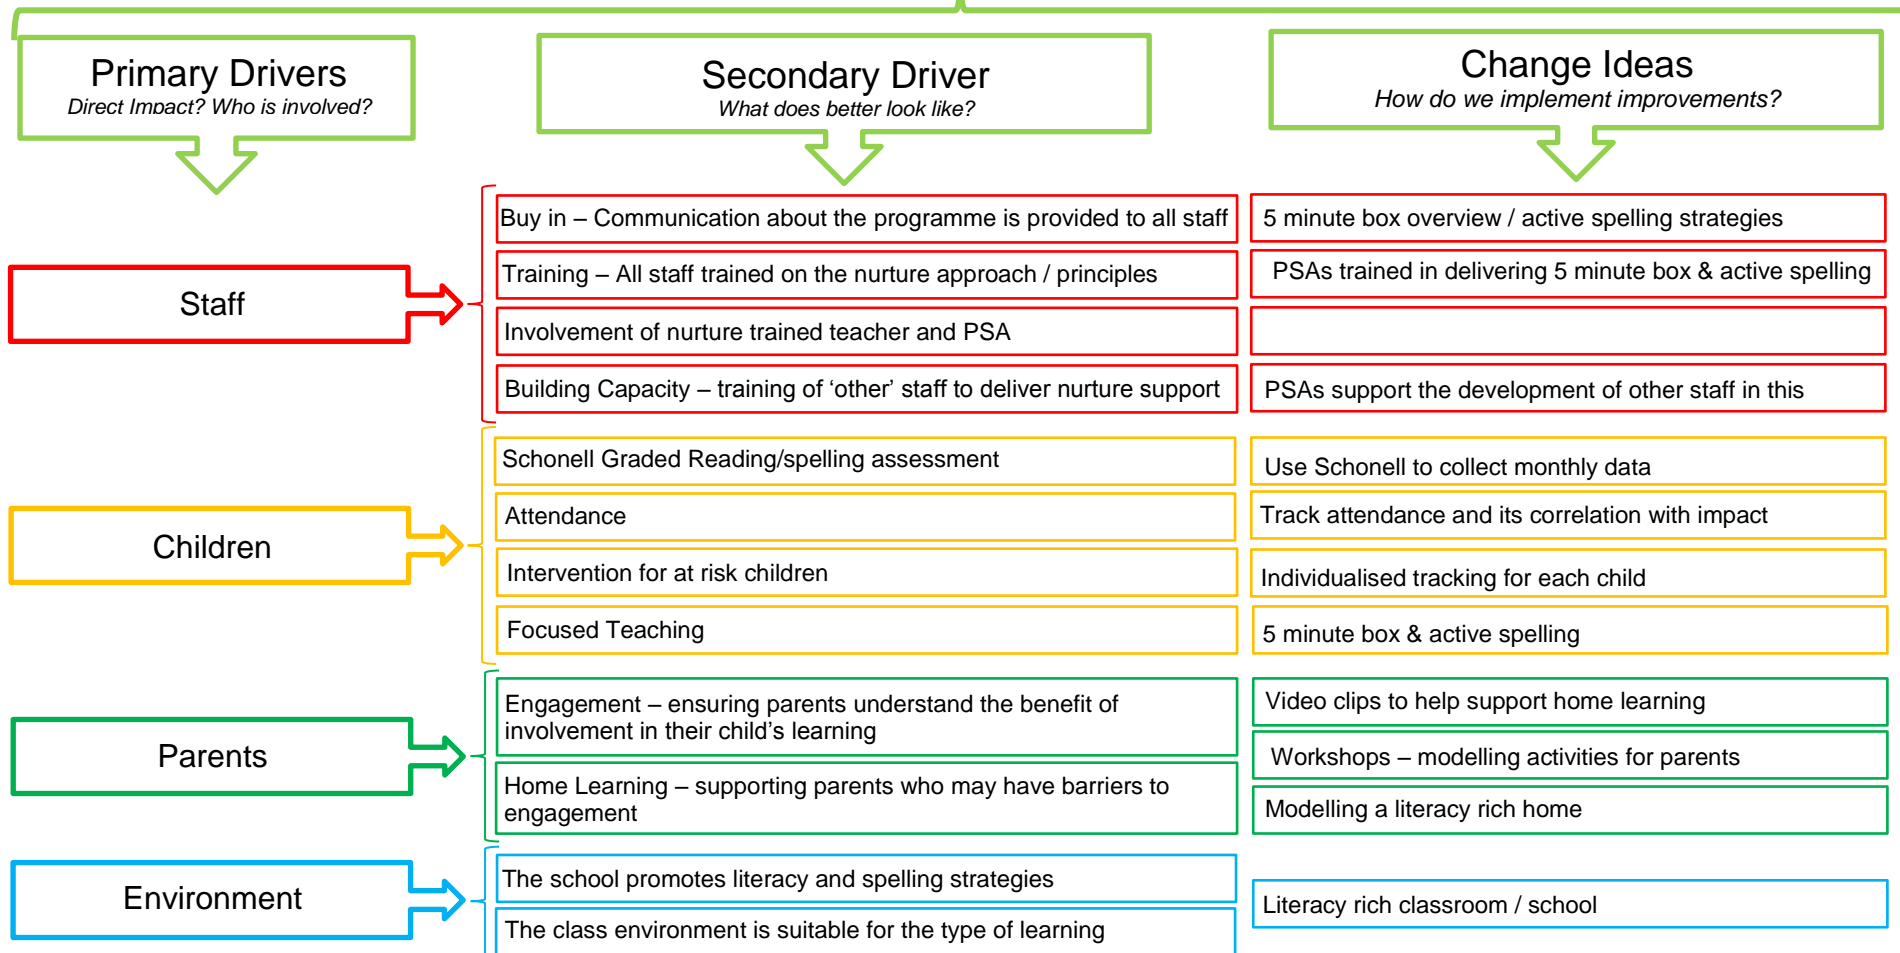 Primary Drivers
Direct Impact? Who is involved?
Secondary Driver
What does better look like?
Change Ideas
How do we implement improvements?
Staff
Buy in – Communication about the programme is provided to all staff
5 minute box overview / active spelling strategies
Training – All staff trained on the nurture approach / principles
PSAs trained in delivering 5 minute box & active spelling
Involvement of nurture trained teacher and PSA
Building Capacity – training of ‘other’ staff to deliver nurture support
PSAs support the development of other staff in this
Children
Schonell Graded Reading/spelling assessment
Use Schonell to collect monthly data
Attendance
Track attendance and its correlation with impact
Intervention for at risk children
Individualised tracking for each child
Focused Teaching
5 minute box & active spelling
Parents
Engagement – ensuring parents understand the benefit of
involvement in their child’s learning
Home Learning – supporting parents who may have barriers to
engagement
Video clips to help support home learning
Workshops – modelling activities for parents
Modelling a literacy rich home
Environment
The school promotes literacy and spelling strategies
The class environment is suitable for the type of learning
Literacy rich classroom / school